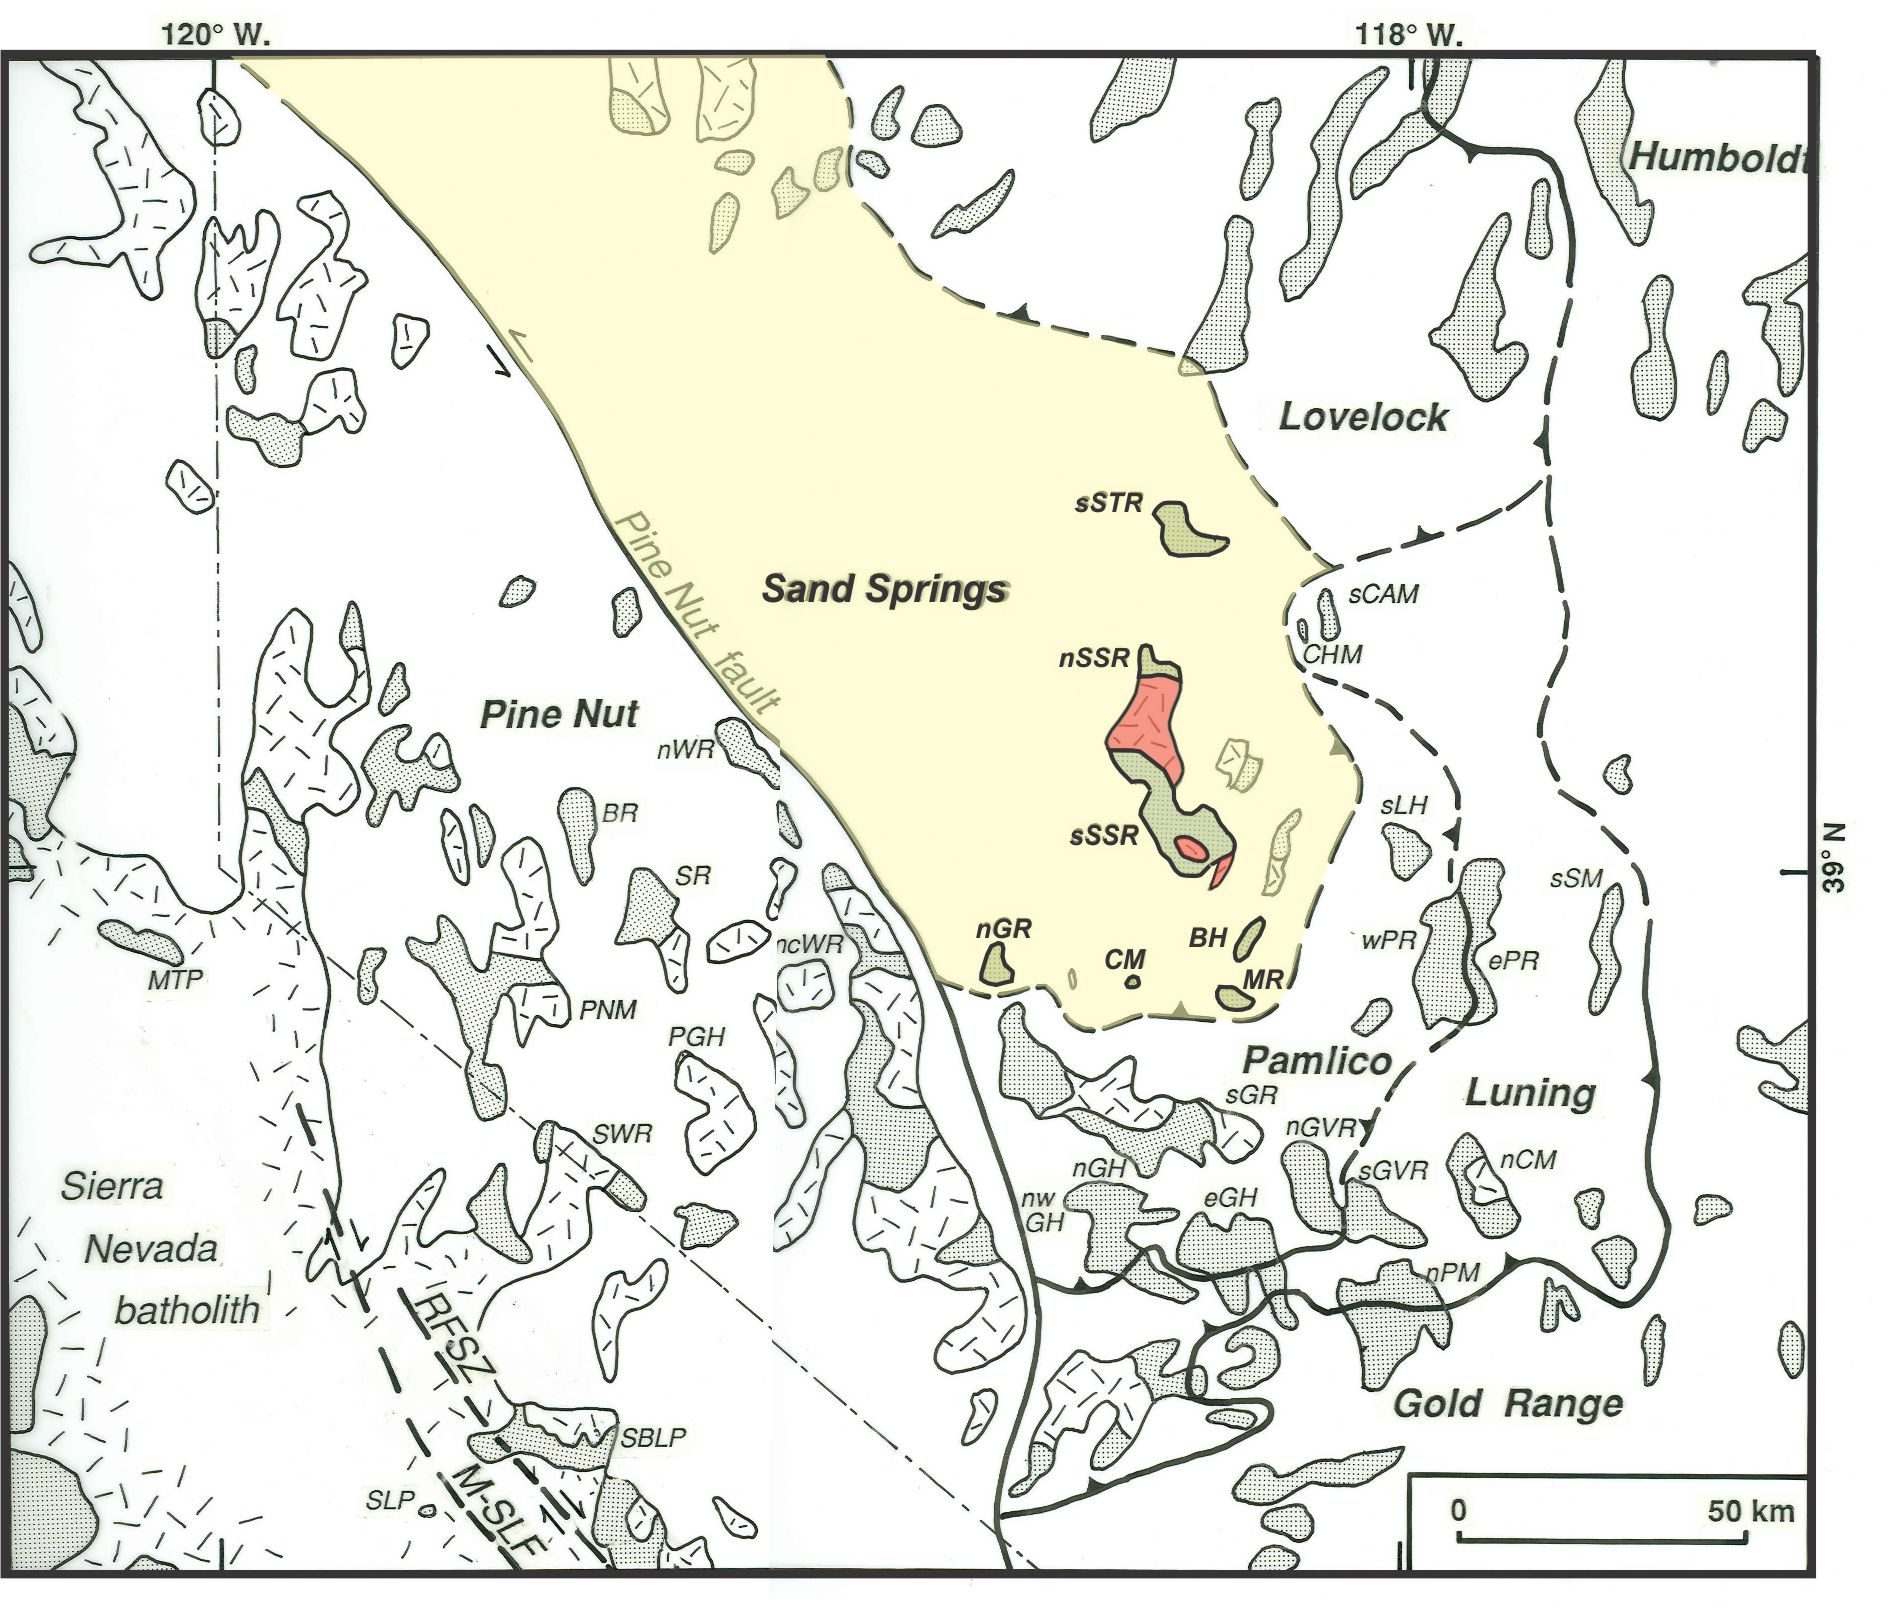 120° W.
118° W.
Humboldt
Lovelock
sSTR
Pine Nut fault
Sand Springs
sCAM
CHM
nSSR
Pine Nut
nWR
BR
sLH
sSSR
39° N
SR
sSM
nGR
BH
wPR
ncWR
CM
ePR
MTP
MR
PNM
PGH
Pamlico
Luning
sGR
SWR
nGVR
nGH
nCM
sGVR
Sierra
Nevada
batholith
nw
GH
eGH
nPM
RFSZ
Gold Range
SBLP
SLP
M-SLF
0
50 km